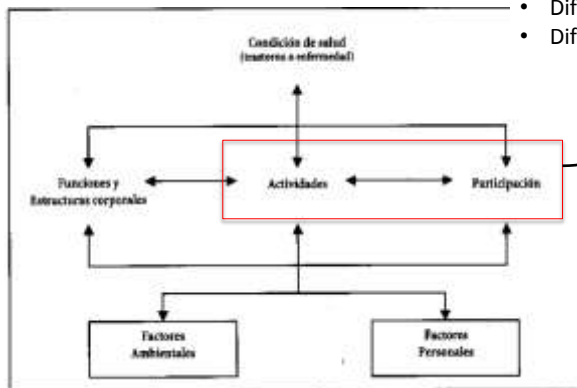 • Dif
• Dif
Condición de salud
(trastorno o enfermedad)
Funciones y
Estructuras corporales
Actividades
Participación
Factores
Ambientales
Factores
Personales